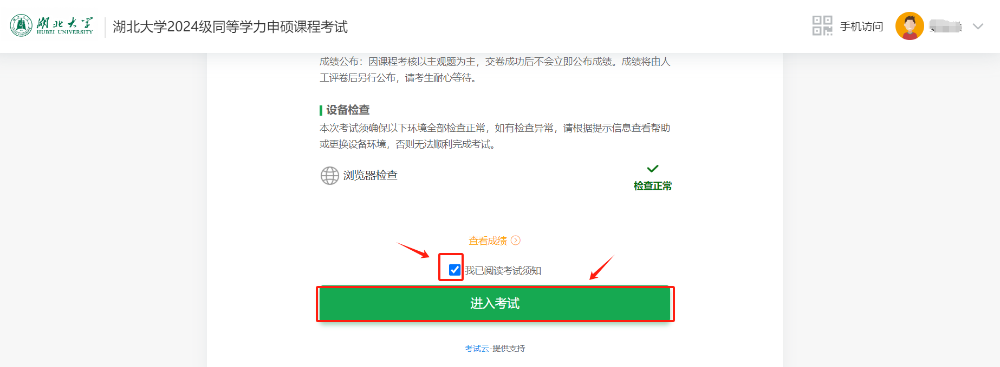 湖北大学
HUBEI UNIVERSITY
湖北大学2024级同等学力申硕课程考试
手机访问
成绩公布：因课程考核以主观题为主，交卷成功后不会立即公布成绩。成绩将由人
工评卷后另行公布，请考生耐心等待。
设备检查
本次考试须确保以下环境全部检查正常，如有检查异常，请根据提示信息查看帮助
或更换设备环境，否则无法顺利完成考试。
浏览器检查
检查正常
查看成绩
我已阅读考试须知
进入考试
考试云-提供支持